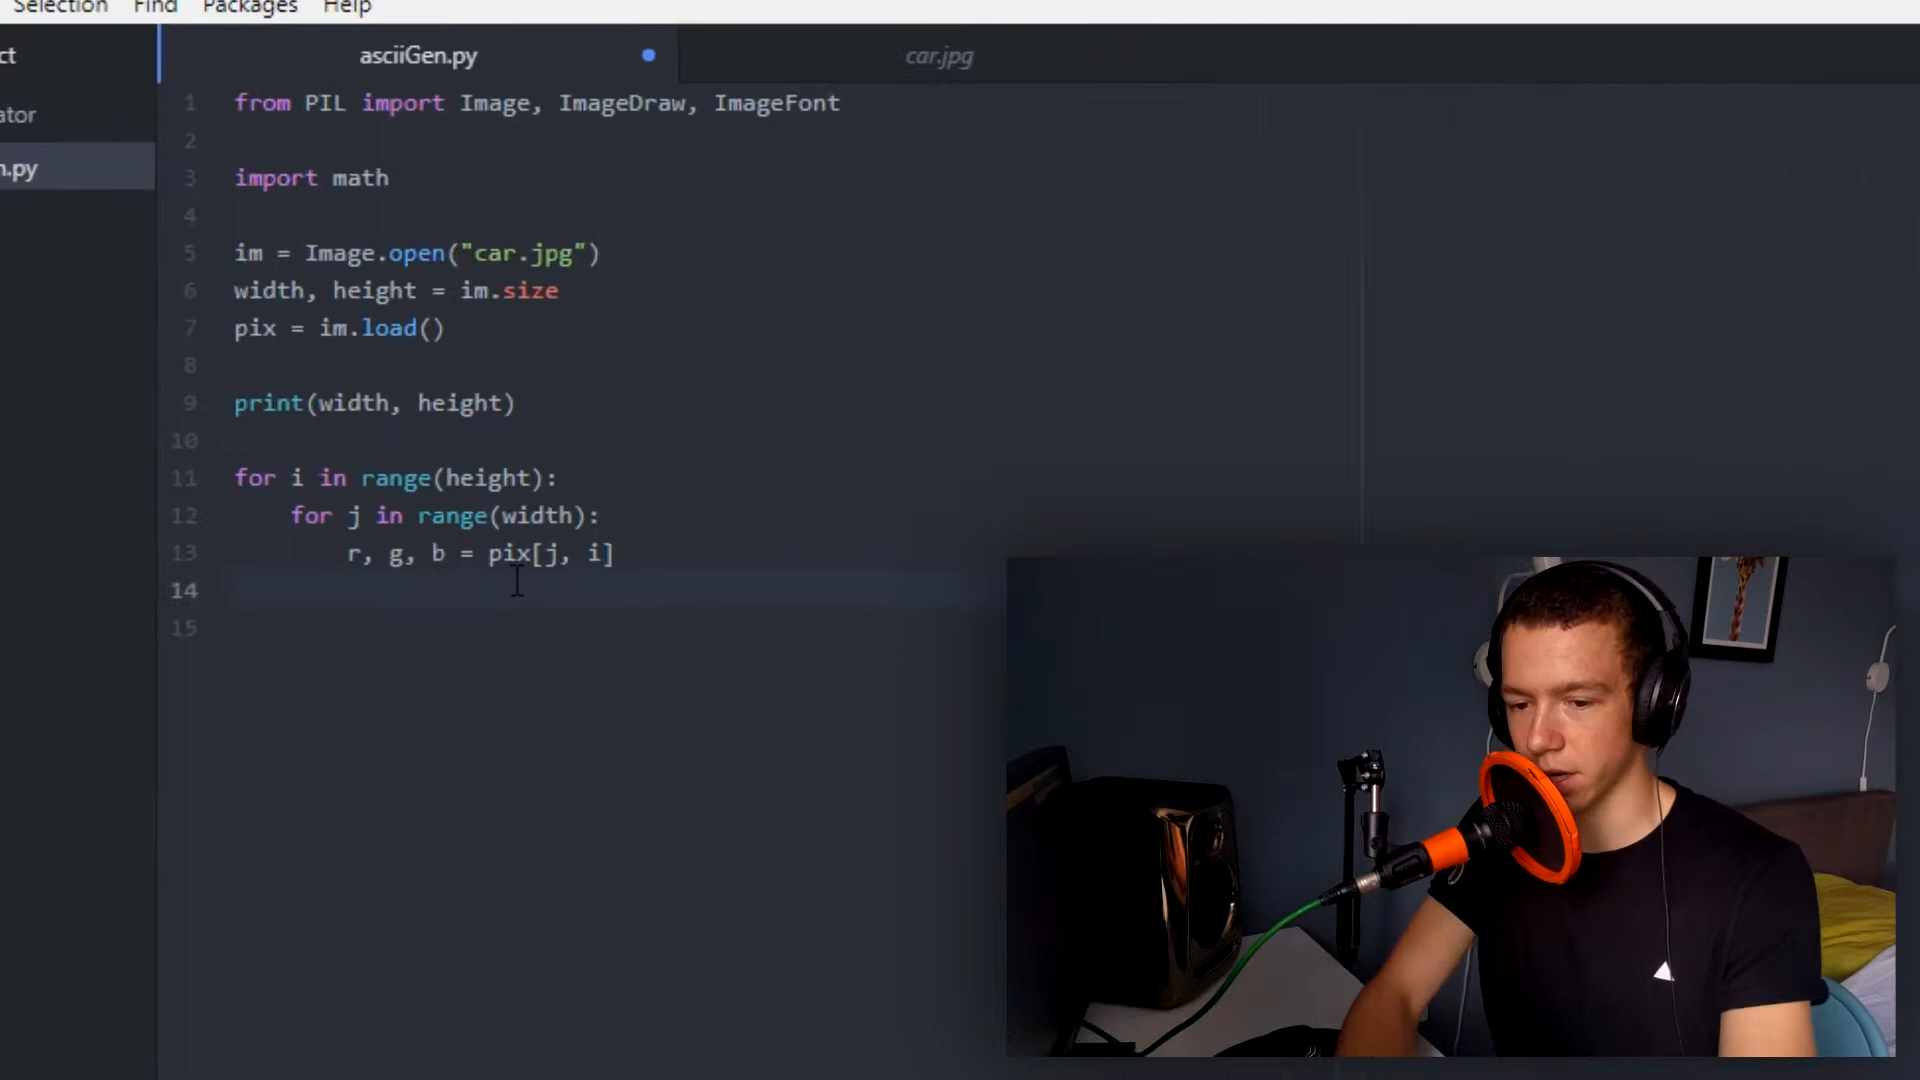 Selection Find Packages Help
ct
asciiGen.py
car.jpg
ator
n.py
1 from PIL import Image, ImageDraw, ImageFont
2
3 import math
4
5 im = Image.open("car.jpg")
6 width, height = im.size
7 pix = im.load()
8
9 print(width, height)
10
11 for i in range(height):
12 for j in range(width):
13 r, g, b = pix[j, i]
14
15